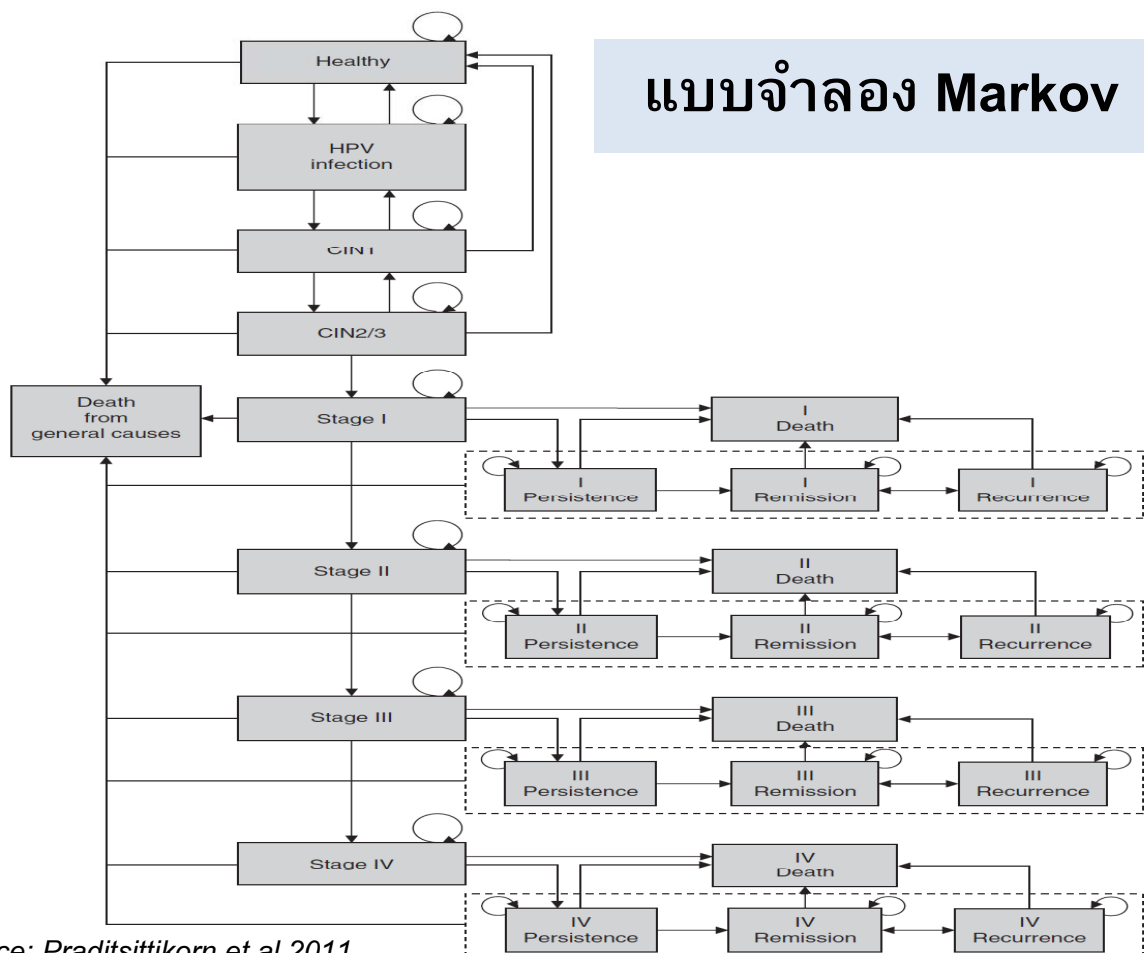 แบบจำลอง Markov
Healthy
HPV
infection
CIN1
CIN2/3
Death
from
general causes
Stage I
I
Death
I
Persistence
I
Remission
I
Recurrence
Stage II
II
Death
II
Persistence
II
Remission
II
Recurrence
Stage III
III
Death
III
Persistence
III
Remission
III
Recurrence
Stage IV
IV
Death
IV
Persistence
IV
Remission
IV
Recurrence
ce: Praditsittikorn et al 2011